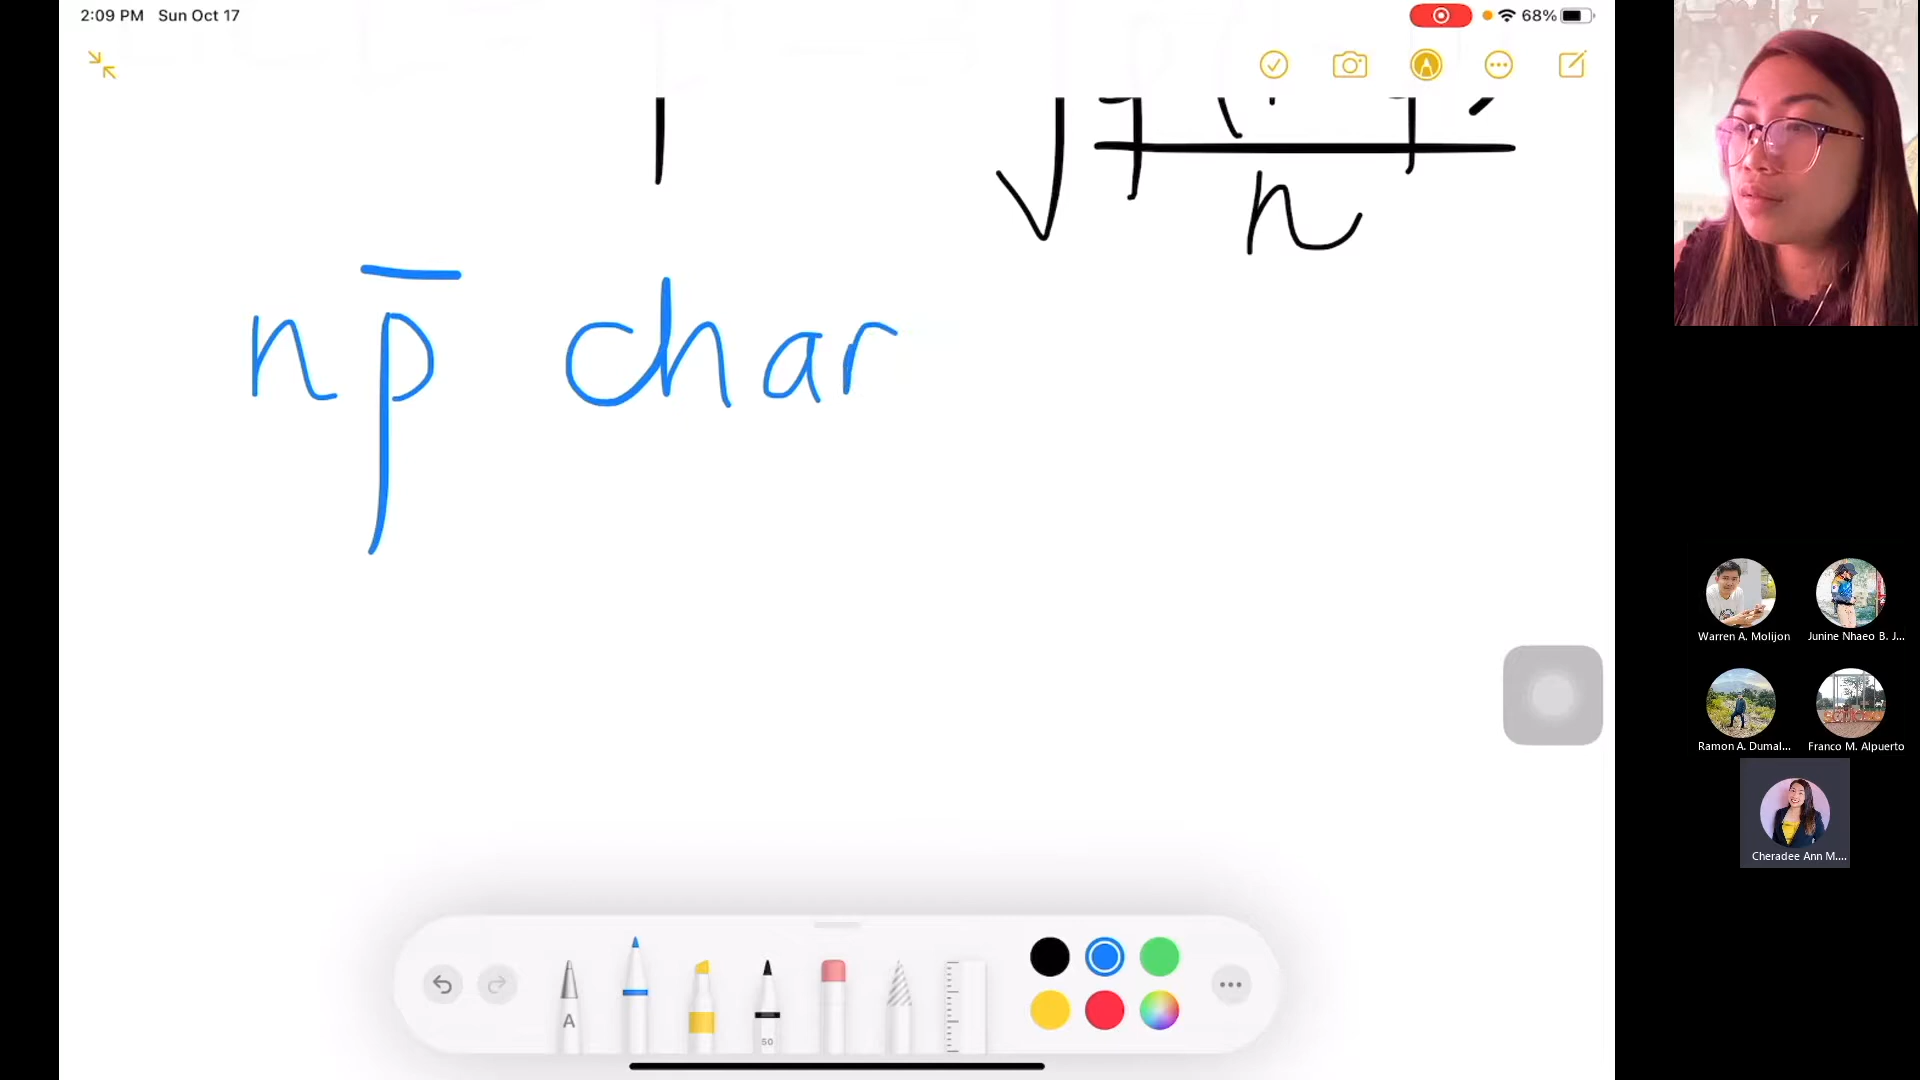 2:09 PM Sun Oct 17 68%
n
np̅ char
A
50
Warren A. Molijon Junine Nhaeo B. J...
Ramon A. Dumal... Franco M. Alpuerto
Cheradee Ann M....